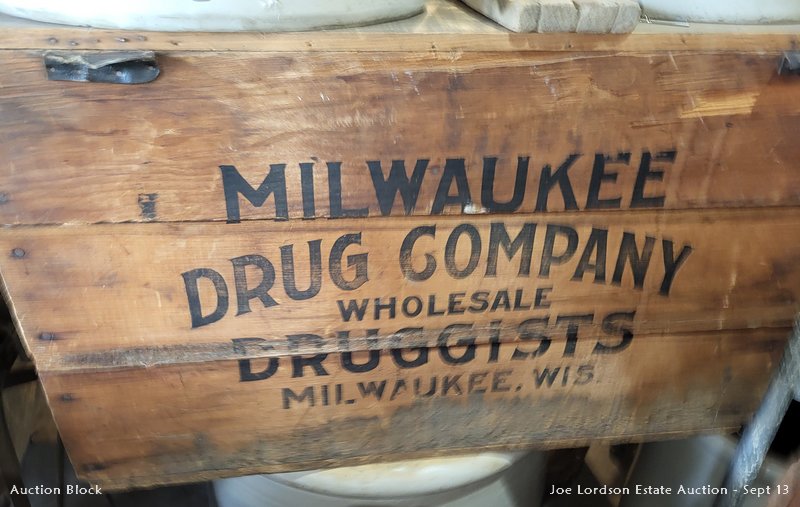 MILWAUKEE
DRUG COMPANY
WHOLESALE
DRUGGISTS
MILWAUKEE, WIS.
Auction Block
Joe Lordson Estate Auction - Sept 13